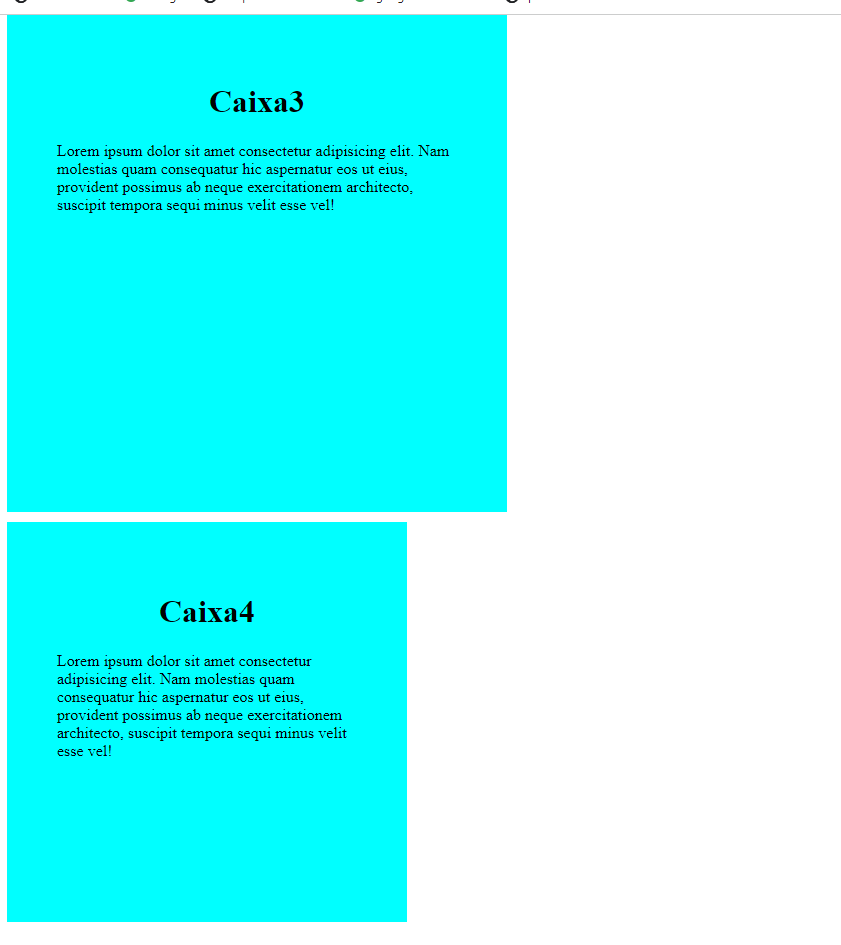 Caixa3
Lorem ipsum dolor sit amet consectetur adipisicing elit. Nam
molestias quam consequatur hic aspernatur eos ut eius,
provident possimus ab neque exercitationem architecto,
suscipit tempora sequi minus velit esse vel!
Caixa4
Lorem ipsum dolor sit amet consectetur
adipisicing elit. Nam molestias quam
consequatur hic aspernatur eos ut eius,
provident possimus ab neque exercitationem
architecto, suscipit tempora sequi minus velit
esse vel!